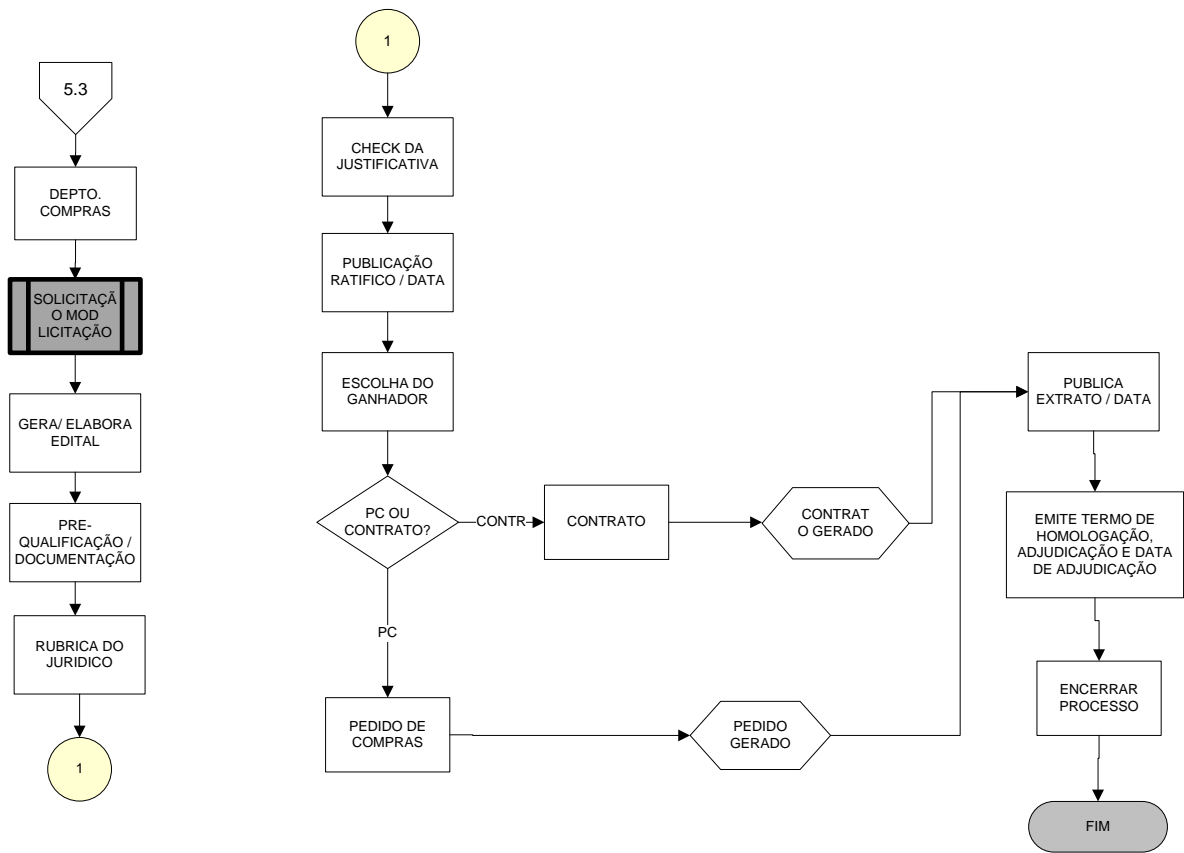 5.3
DEPTO.
COMPRAS
SOLICITAÇÃ
O MOD
LICITAÇÃO
GERA/ ELABORA
EDITAL
PRE-
QUALIFICAÇÃO /
DOCUMENTAÇÃO
RUBRICA DO
JURIDICO
1
1
CHECK DA
JUSTIFICATIVA
PUBLICAÇÃO
RATIFICO / DATA
ESCOLHA DO
GANHADOR
PC OU
CONTRATO?
CONTR
CONTRATO
CONTRAT
O GERADO
PC
PEDIDO DE
COMPRAS
PEDIDO
GERADO
PUBLICA
EXTRATO / DATA
EMITE TERMO DE
HOMOLOGAÇÃO,
ADJUDICAÇÃO E DATA
DE ADJUDICAÇÃO
ENCERRAR
PROCESSO
FIM